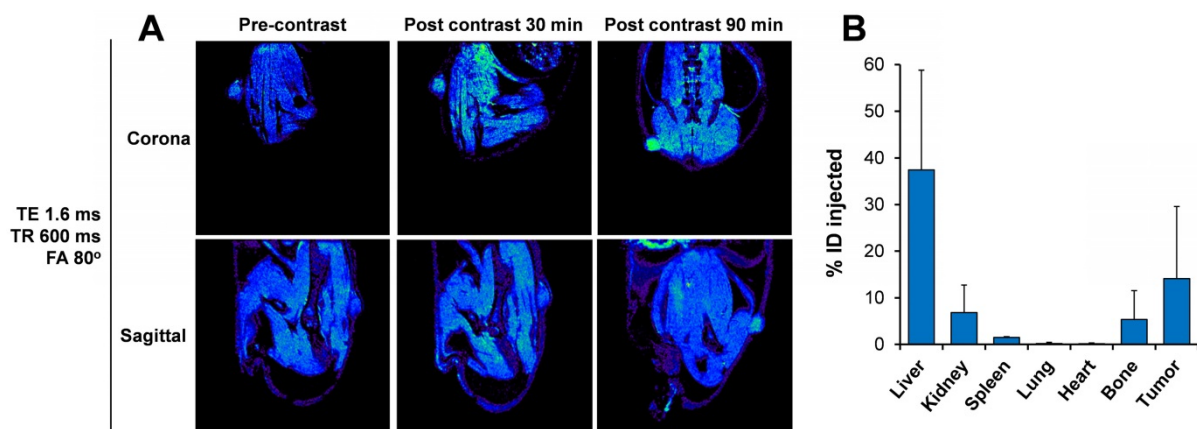 A
Pre-contrast
Post contrast 30 min
Post contrast 90 min
Corona
TE 1.6 ms
TR 600 ms
FA 80º
Sagittal
B
% ID injected
60
50
40
30
20
10
0
Liver
Kidney
Spleen
Lung
Heart
Bone
Tumor